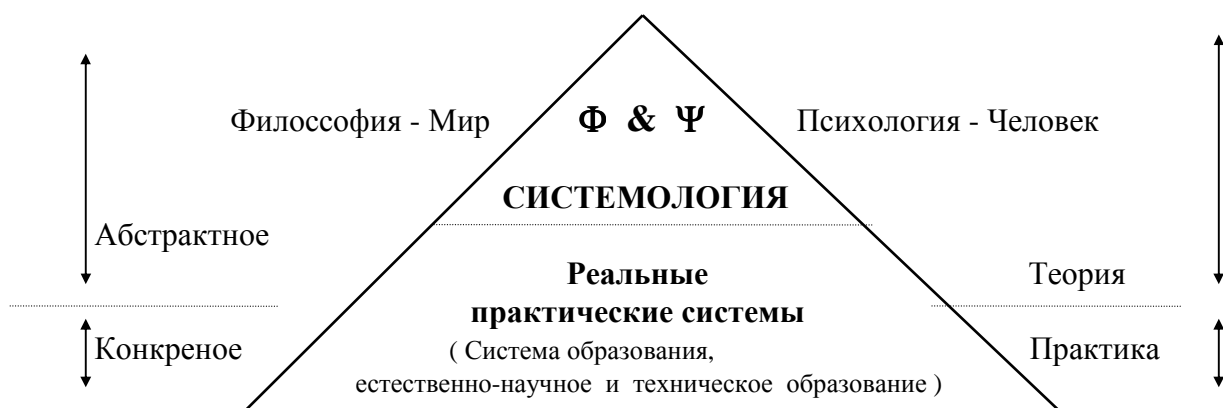 Филоссофия - Мир
Φ & Ψ
Психология - Человек
СИСТЕМОЛОГИЯ
Абстрактное
Реальные
Теория
практические системы
Конкреное
( Система образования,
Практика
естественно-научное и техническое образование )